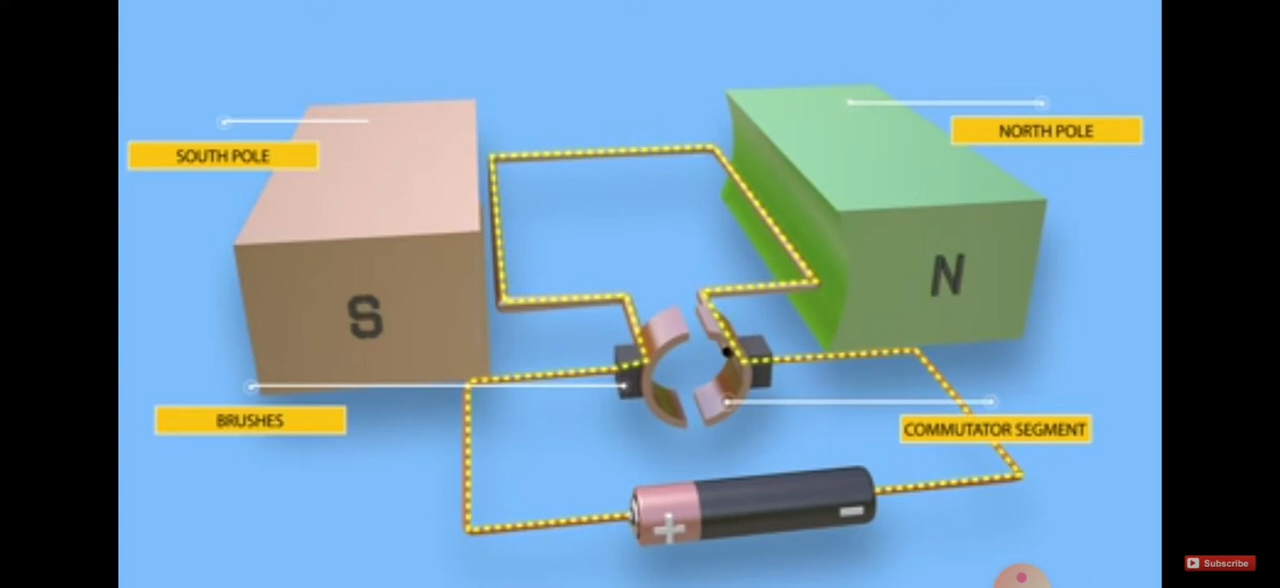 SOUTH POLE
NORTH POLE
S
N
BRUSHES
COMMUTATOR SEGMENT
+
-
Subscribe